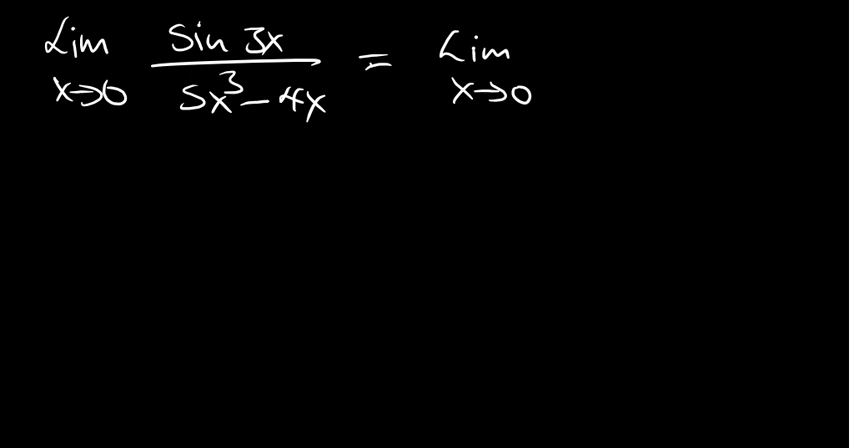 Lim x→0 sin 3x / 5x³ - 4x = Lim x→0